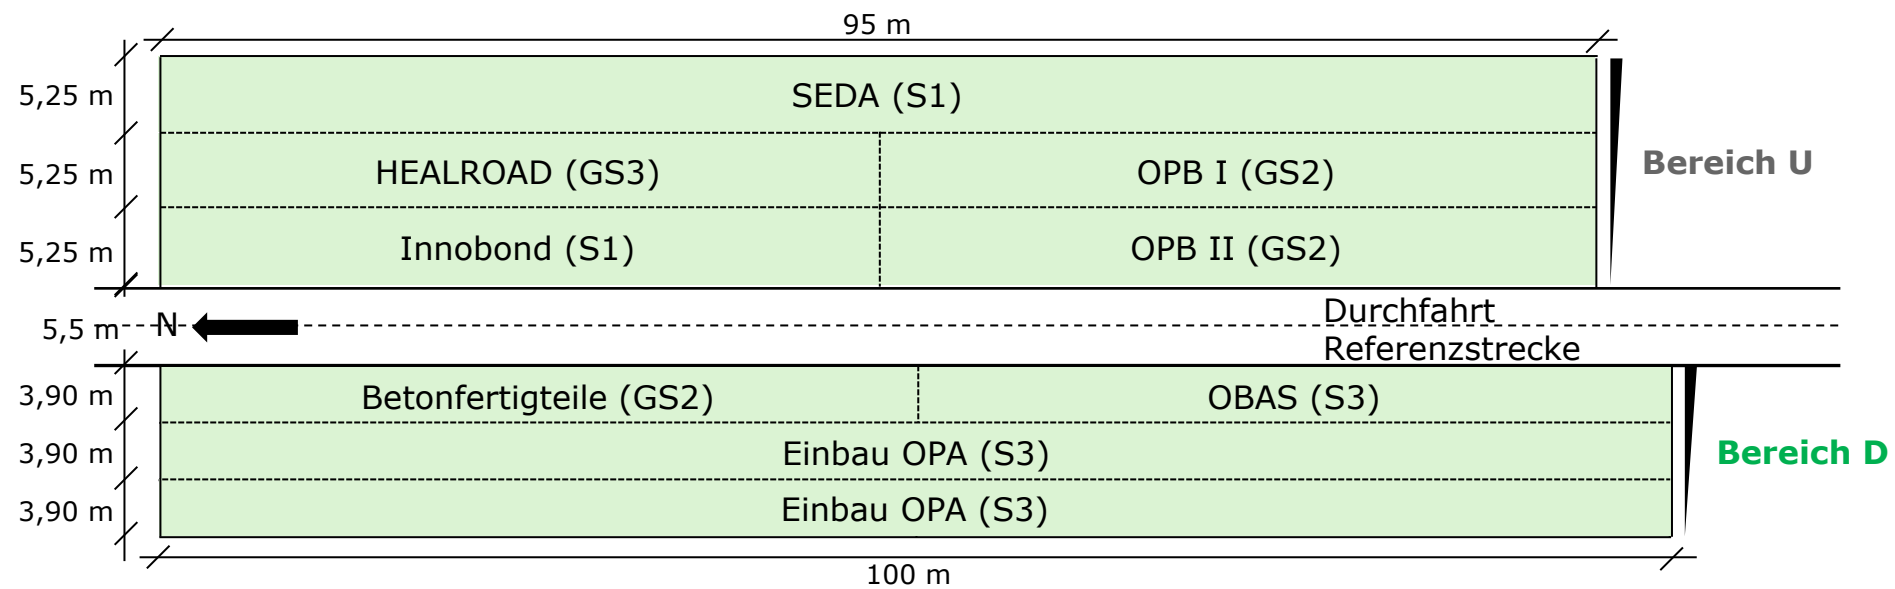 95 m
5,25 m
SEDA (S1)
5,25 m
HEALROAD (GS3)
OPB I (GS2)
Bereich U
5,25 m
Innobond (S1)
OPB II (GS2)
5,5 m
N
Durchfahrt
Referenzstrecke
3,90 m
Betonfertigteile (GS2)
OBAS (S3)
3,90 m
Einbau OPA (S3)
Bereich D
3,90 m
Einbau OPA (S3)
100 m